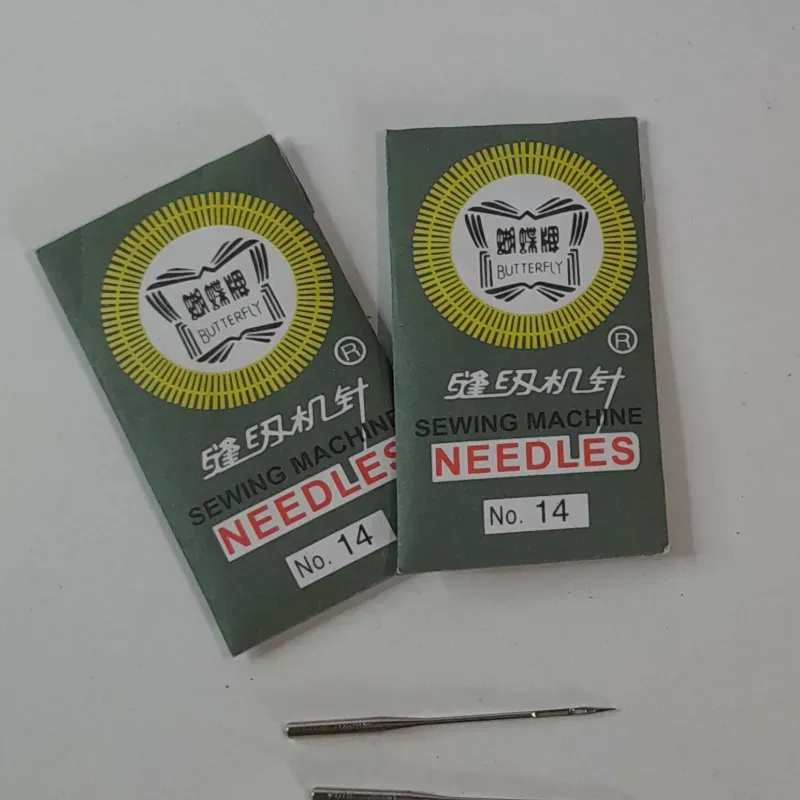 蝴蝶牌
BUTTERFLY
®
缝纫机针
SEWING MACHINE
NEEDLES
No. 14
蝴蝶牌
BUTTERFLY
®
缝纫机针
SEWING MACHINE
NEEDLES
No. 14